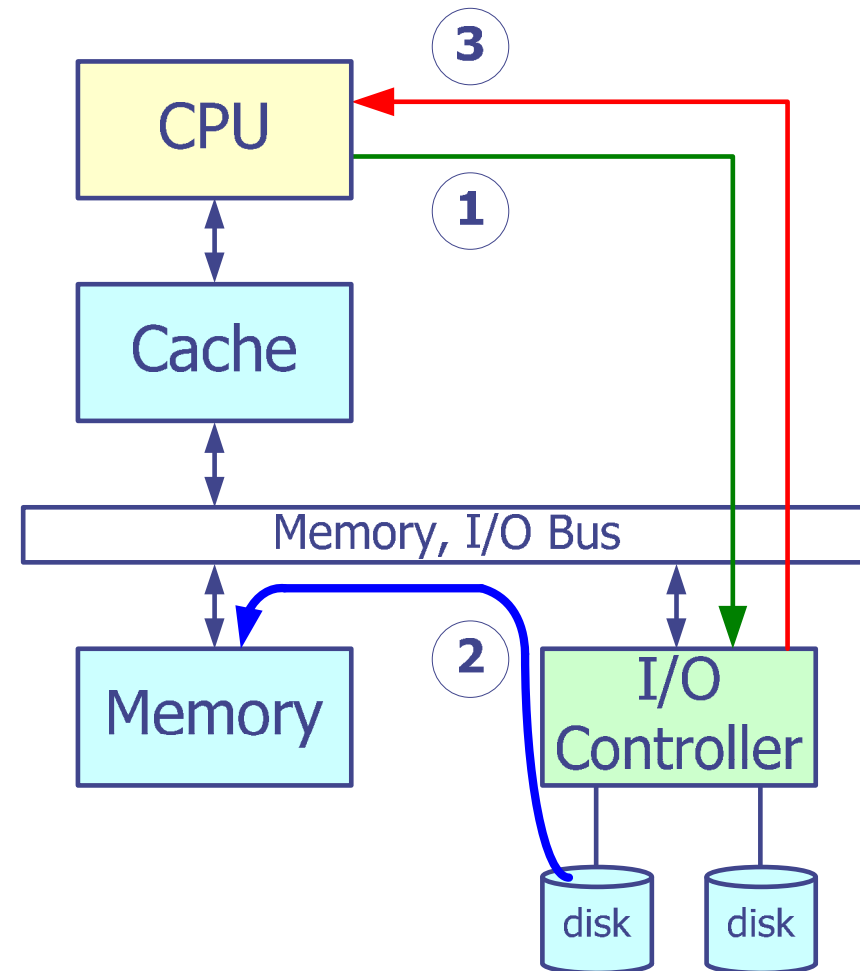 3
CPU
1
Cache
Memory, I/O Bus
2
Memory
I/O
Controller
disk
disk